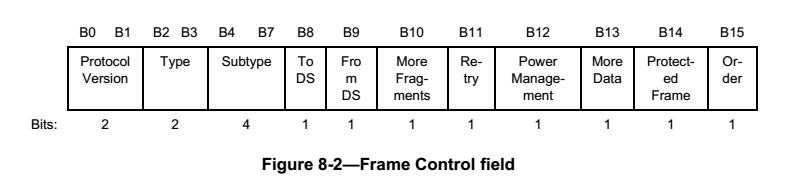 B0 B1 B2 B3 B4 B7 B8 B9 B10 B11 B12 B13 B14 B15
Protocol Type Subtype To Fro More Re- Power More Protect- Or-
Version DS m Frag- try Manage- Data ed der
DS ments ment Frame
Bits: 2 2 4 1 1 1 1 1 1 1 1
Figure 8-2—Frame Control field